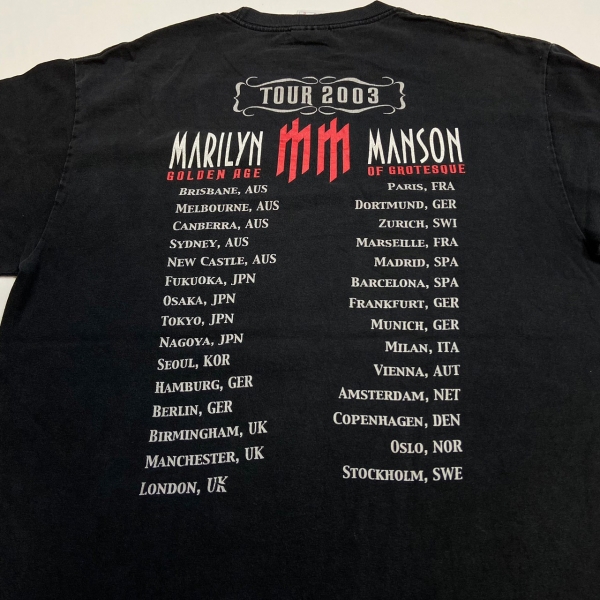 TOUR 2003
MARILYN MM MANSON
GOLDEN AGE OF GROTESQUE
BRISBANE, AUS
MELBOURNE, AUS
CANBERRA, AUS
SYDNEY, AUS
NEW CASTLE, AUS
FUKUOKA, JPN
OSAKA, JPN
TOKYO, JPN
NAGOYA, JPN
SEOUL, KOR
HAMBURG, GER
BERLIN, GER
BIRMINGHAM, UK
MANCHESTER, UK
LONDON, UK
PARIS, FRA
DORTMUND, GER
ZURICH, SWI
MARSEILLE, FRA
MADRID, SPA
BARCELONA, SPA
FRANKFURT, GER
MUNICH, GER
MILAN, ITA
VIENNA, AUT
AMSTERDAM, NET
COPENHAGEN, DEN
OSLO, NOR
STOCKHOLM, SWE